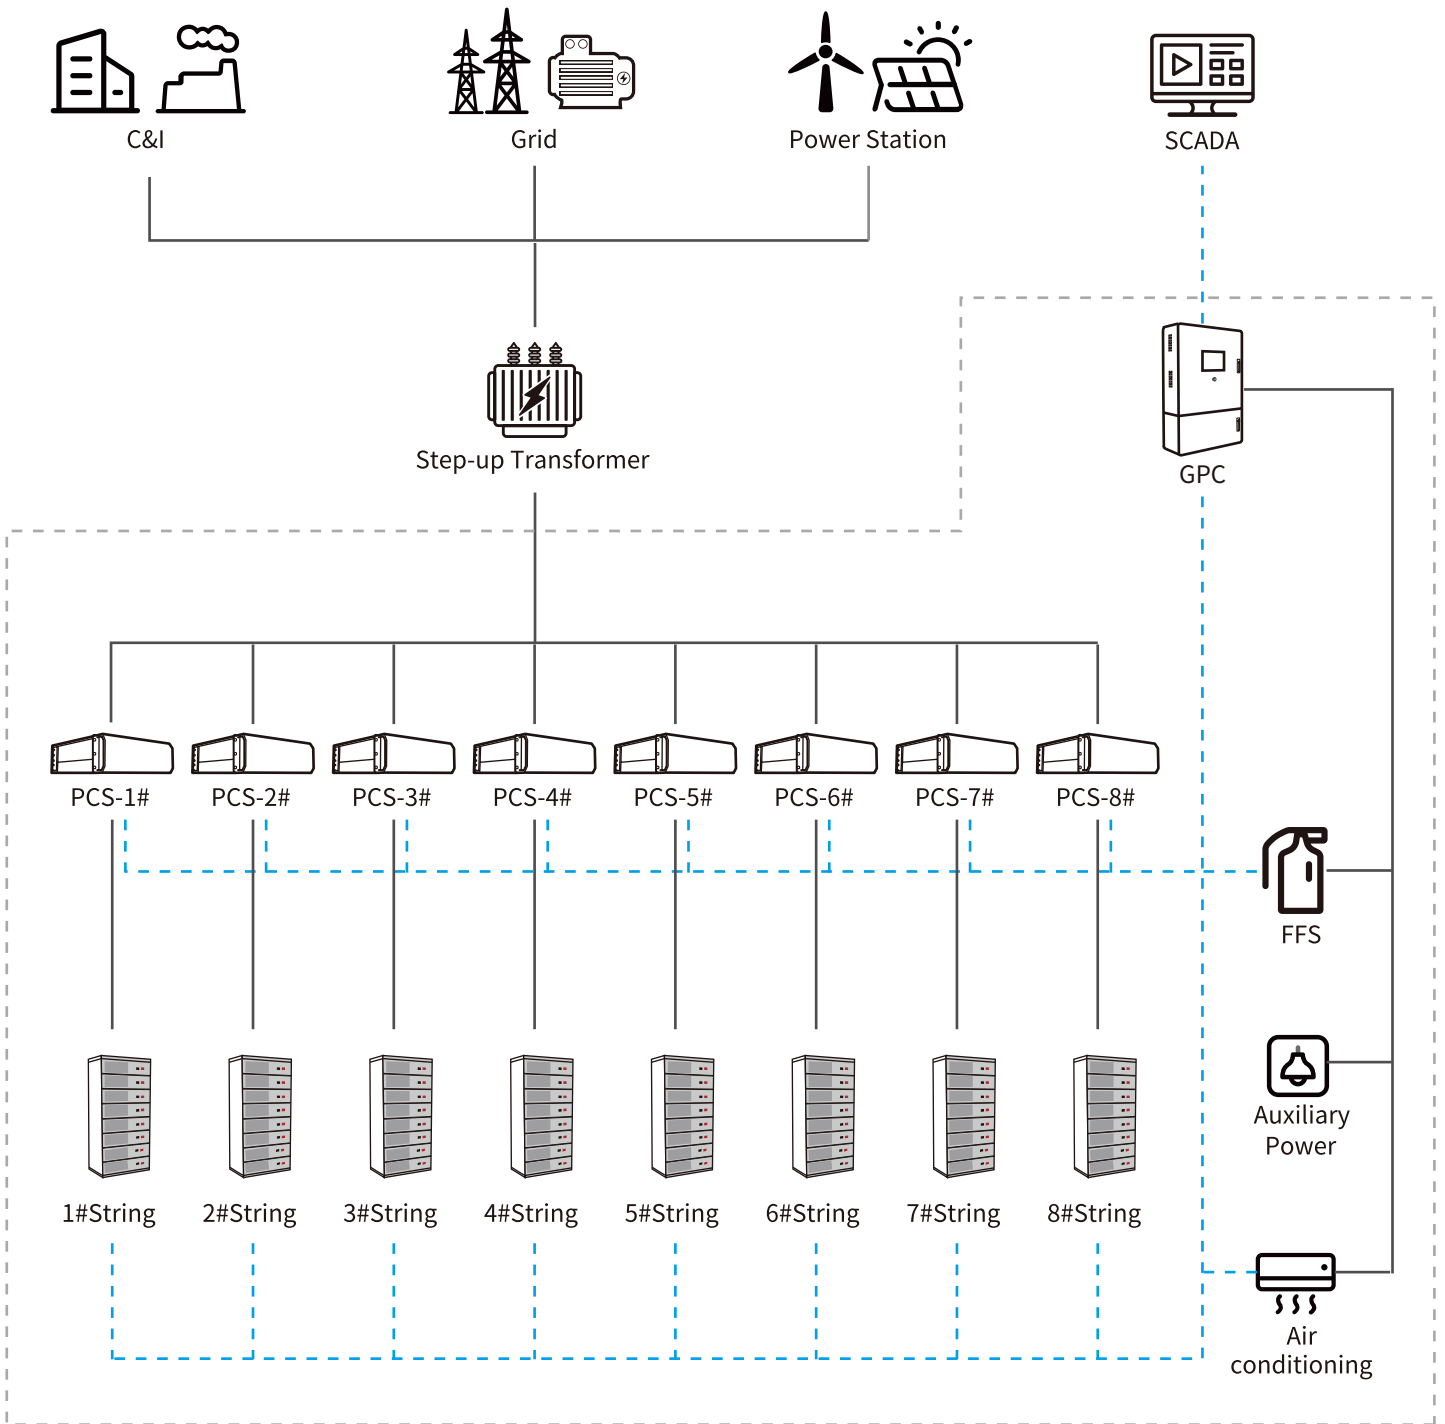 C&I
Grid
Power Station
SCADA
Step-up Transformer
GPC
PCS-1#
PCS-2#
PCS-3#
PCS-4#
PCS-5#
PCS-6#
PCS-7#
PCS-8#
FFS
Auxiliary
Power
1#String
2#String
3#String
4#String
5#String
6#String
7#String
8#String
Air
conditioning